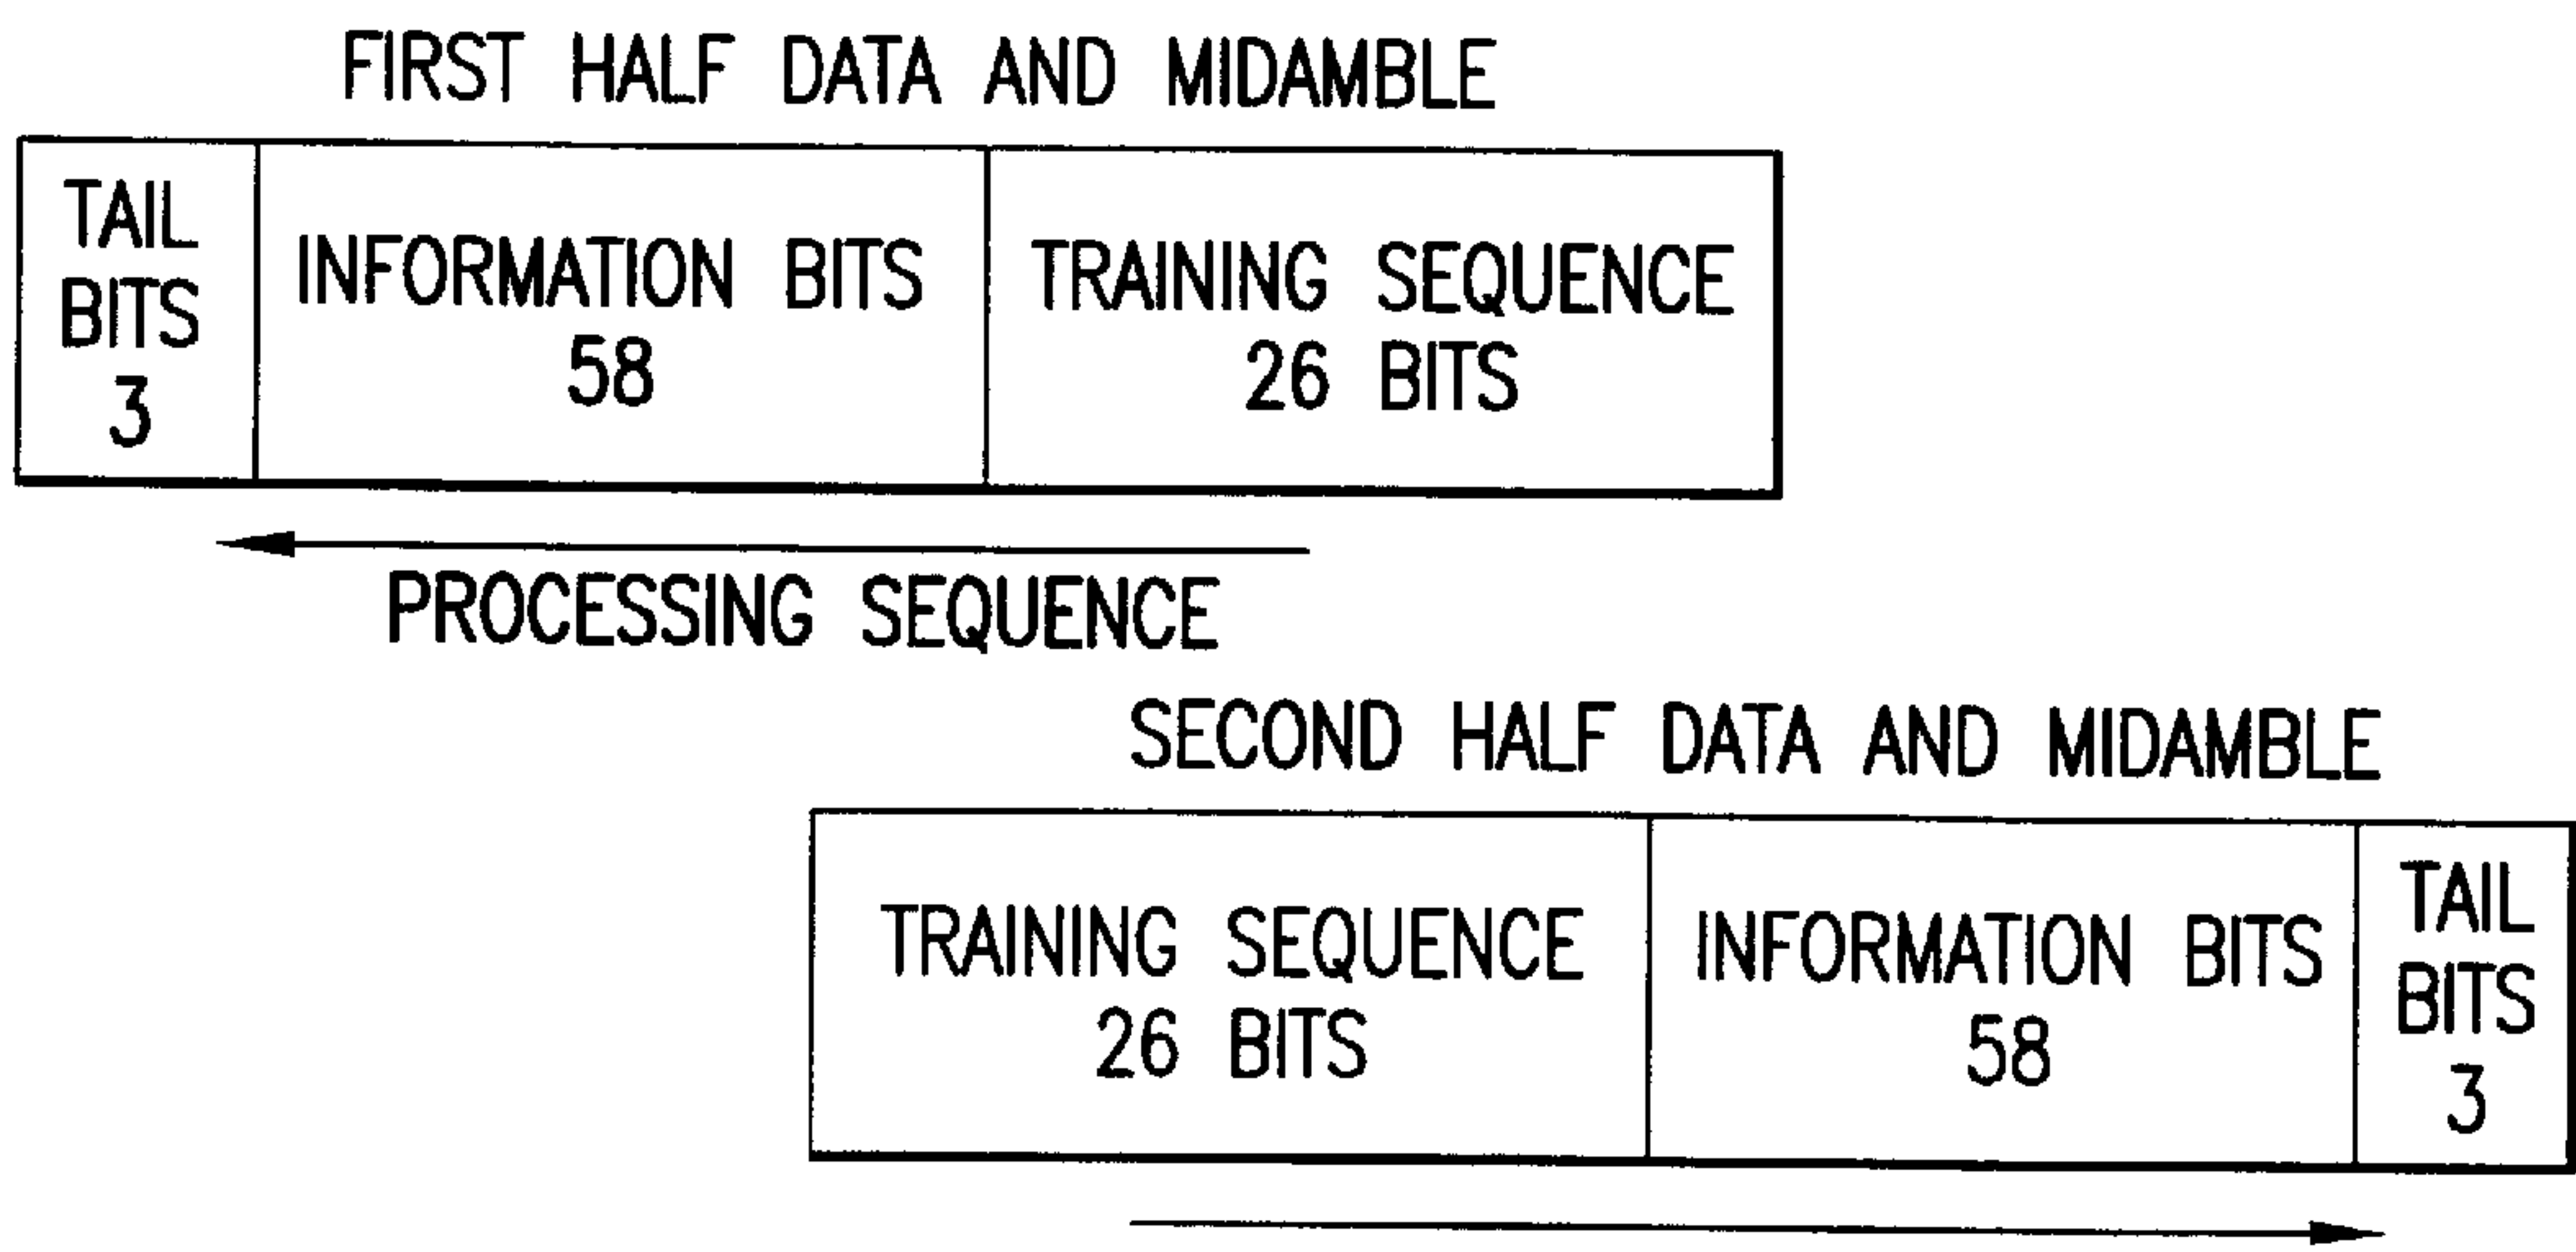 FIRST HALF DATA AND MIDAMBLE
TAIL
BITS
3
INFORMATION BITS
58
TRAINING SEQUENCE
26 BITS
PROCESSING SEQUENCE
SECOND HALF DATA AND MIDAMBLE
TRAINING SEQUENCE
26 BITS
INFORMATION BITS
58
TAIL
BITS
3